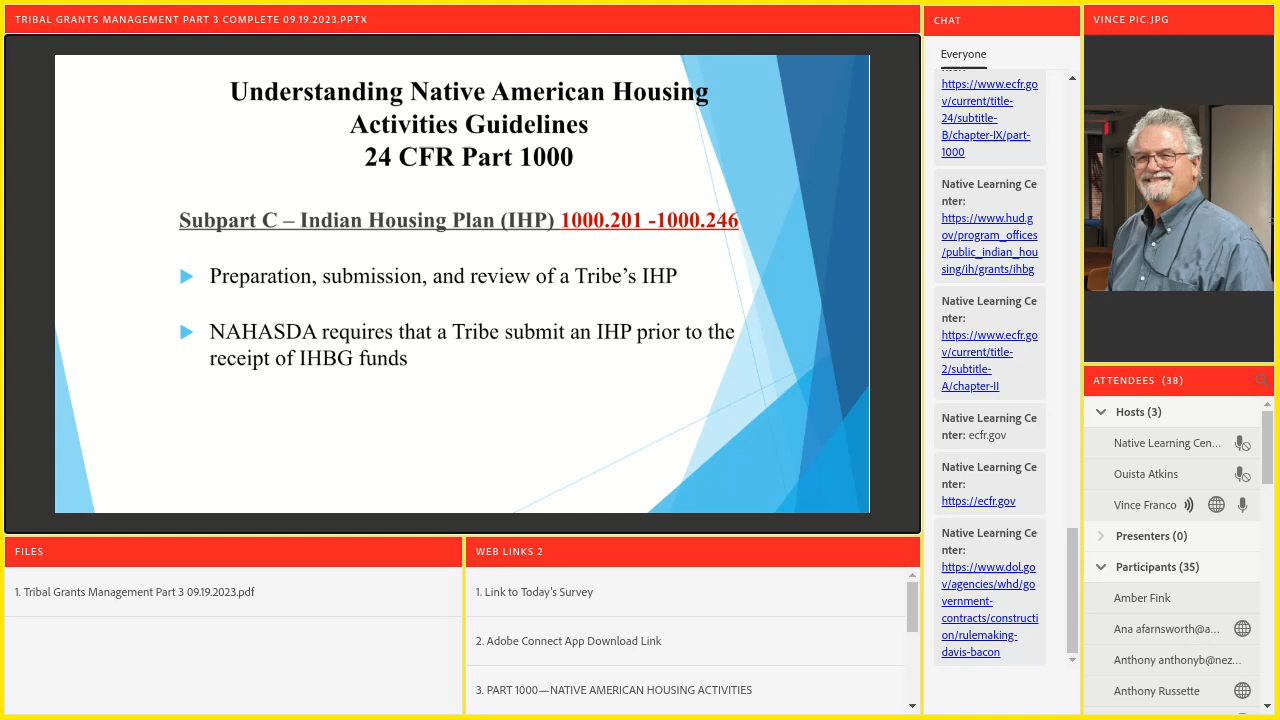 TRIBAL GRANTS MANAGEMENT PART 3 COMPLETE 09.19.2023.PPTX
Understanding Native American Housing
Activities Guidelines
24 CFR Part 1000
Subpart C – Indian Housing Plan (IHP) 1000.201 -1000.246
Preparation, submission, and review of a Tribe’s IHP
NAHASDA requires that a Tribe submit an IHP prior to the
receipt of IHBG funds
FILES
1. Tribal Grants Management Part 3 09.19.2023.pdf
WEB LINKS 2
1. Link to Today's Survey
2. Adobe Connect App Download Link
3. PART 1000—NATIVE AMERICAN HOUSING ACTIVITIES
CHAT
Everyone
https://www.ecfr.go
v/current/title-
24/subtitle-
B/chapter-IX/part-
1000
Native Learning Ce
nter:
https://www.hud.g
ov/program_offices
/public_indian_hou
sing/ih/grants/ihbg
Native Learning Ce
nter:
https://www.ecfr.go
v/current/title-
2/subtitle-
A/chapter-II
Native Learning Ce
nter: ecfr.gov
Native Learning Ce
nter:
https://ecfr.gov
Native Learning Ce
nter:
https://www.dol.go
v/agencies/whd/go
vernment-
contracts/constructi
on/rulemaking-
davis-bacon
VINCE PIC.JPG
ATTENDEES (38)
Hosts (3)
Native Learning Cen...
Ouista Atkins
Vince Franco
Presenters (0)
Participants (35)
Amber Fink
Ana afarnsworth@a...
Anthony anthonyb@nez...
Anthony Russette